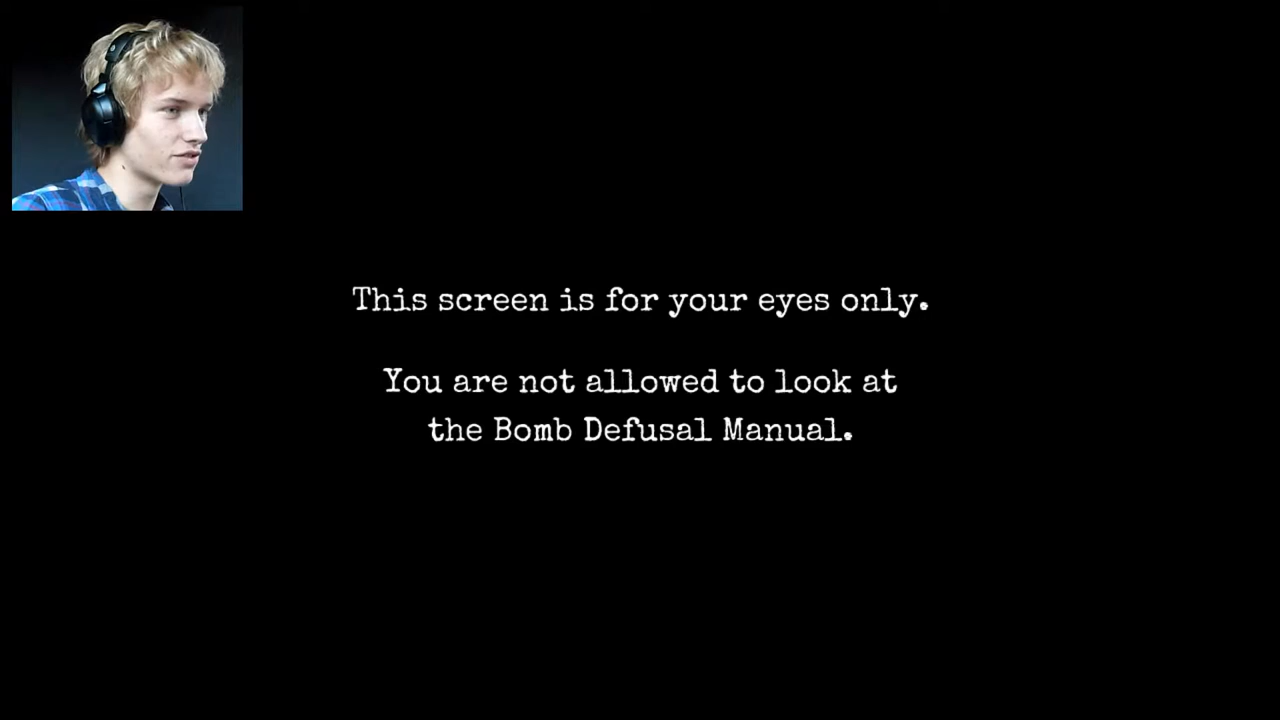 This screen is for your eyes only.
You are not allowed to look at
the Bomb Defusal Manual.